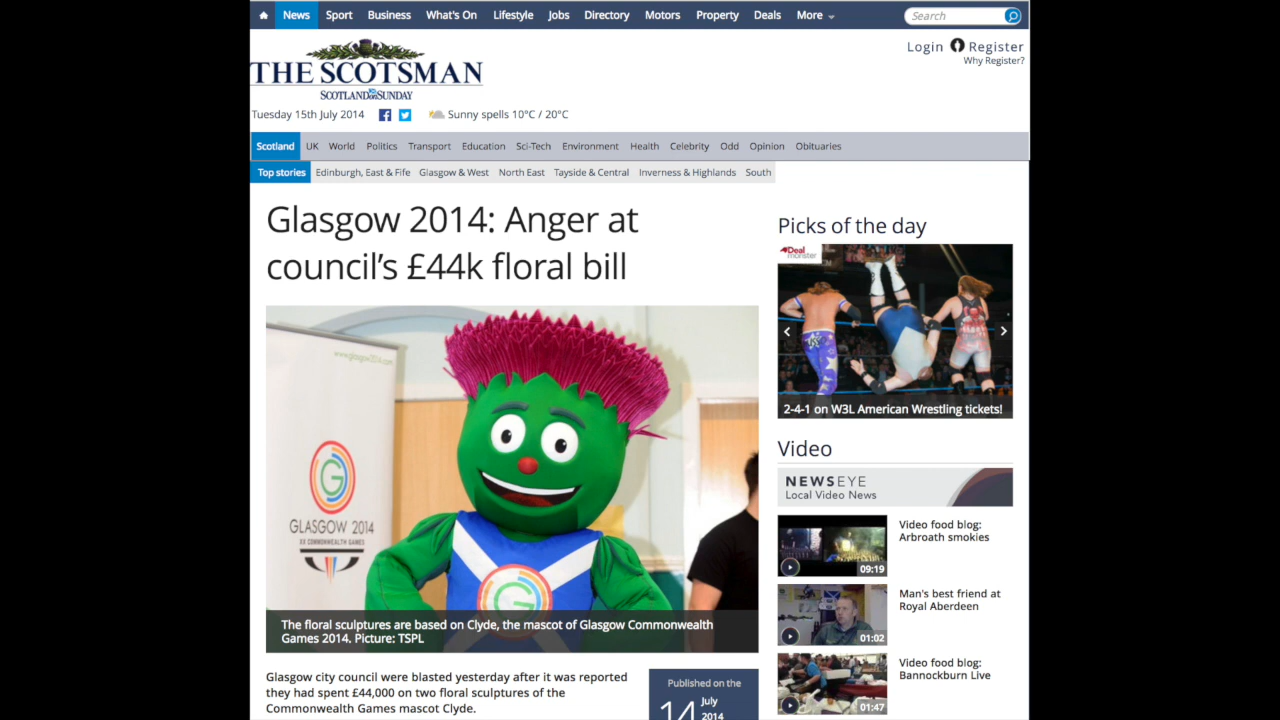 News Sport Business What's On Lifestyle Jobs Directory Motors Property Deals More
Search
Login Register
Why Register?
THE SCOTSMAN
SCOTLAND on SUNDAY
Tuesday 15th July 2014 Sunny spells 10°C / 20°C
Scotland UK World Politics Transport Education Sci-Tech Environment Health Celebrity Odd Opinion Obituaries
Top stories Edinburgh, East & Fife Glasgow & West North East Tayside & Central Inverness & Highlands South
Glasgow 2014: Anger at
council's £44k floral bill
www.glasgow2014.com
G
GLASGOW 2014
XX COMMONWEALTH GAMES
The floral sculptures are based on Clyde, the mascot of Glasgow Commonwealth
Games 2014. Picture: TSPL
Glasgow city council were blasted yesterday after it was reported
they had spent £44,000 on two floral sculptures of the
Commonwealth Games mascot Clyde.
Published on the
14
July
2014
Picks of the day
Deal
monster
2-4-1 on W3L American Wrestling tickets!
Video
NEWSEYE
Local Video News
Video food blog:
Arbroath smokies
09:19
Man's best friend at
Royal Aberdeen
01:02
Video food blog:
Bannockburn Live
01:47